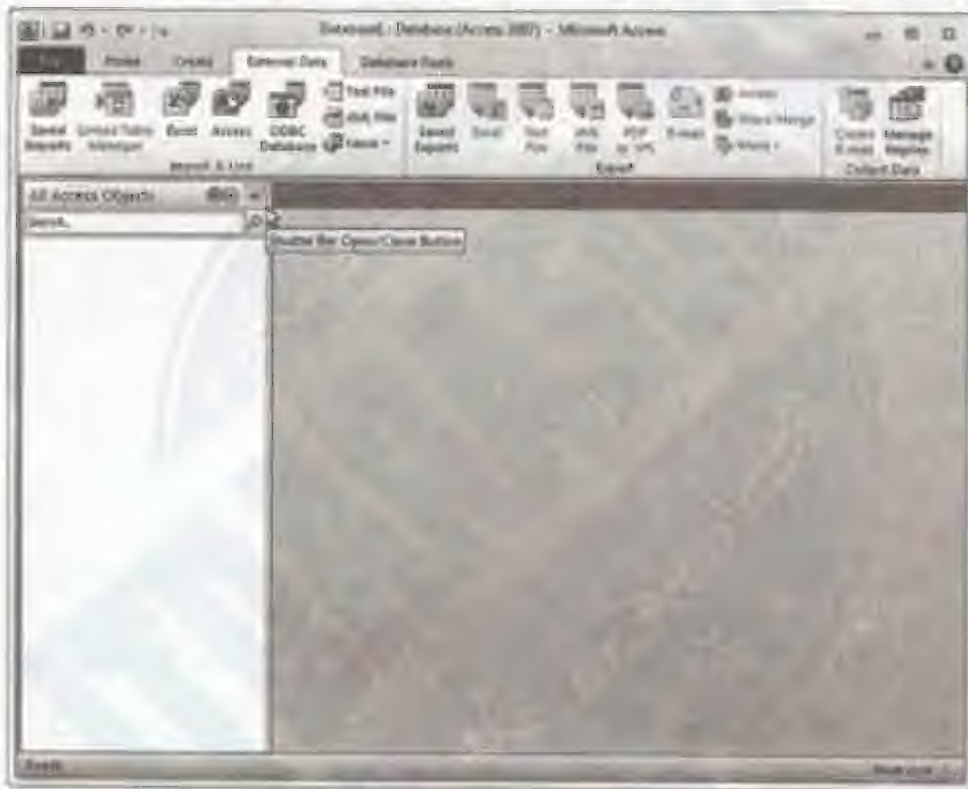 Database1 : Database (Access 2007) - Microsoft Access
File Home Create External Data Database Tools
Saved Imports
Linked Table Manager
Excel
Access
ODBC Database
Text File
XML File
More
Import & Link
Saved Exports
Excel
Text File
XML File
PDF or XPS
E-mail
Access
Word Merge
More
Export
Create E-mail
Manage Replies
Collect Data
All Access Objects
Search...
Shutter Bar Open/Close Button
Ready
Num Lock